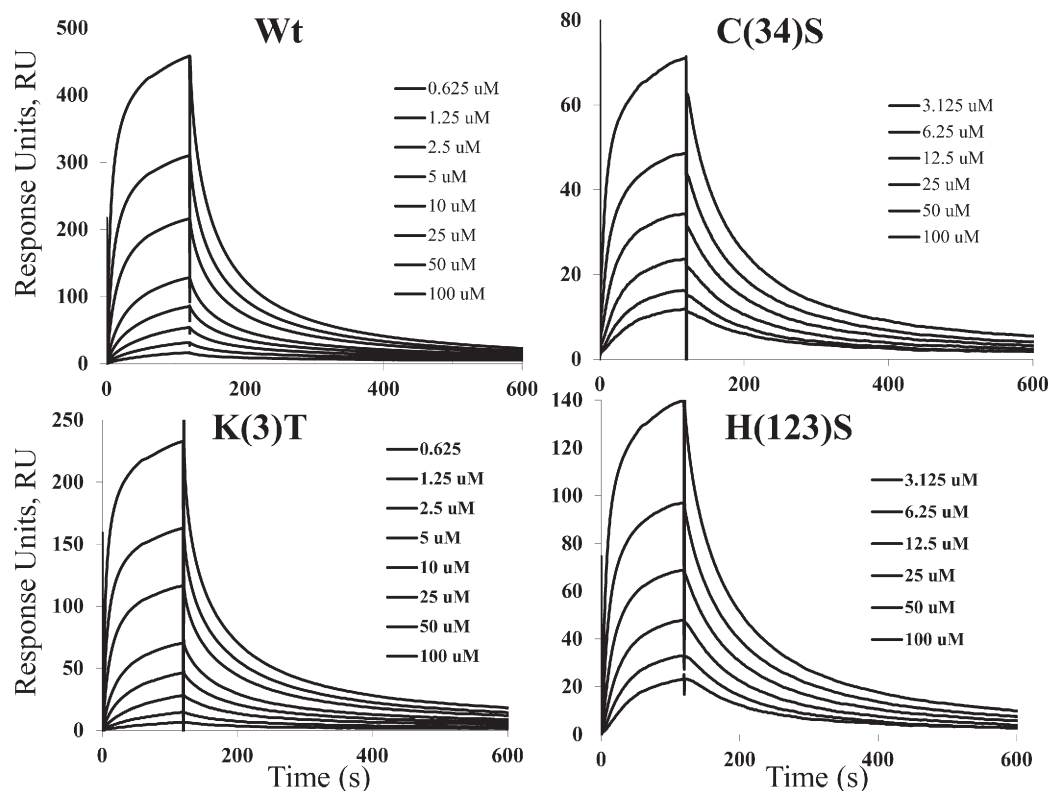 Wt
Response Units, RU
500
400
300
200
100
0
0
200
400
600
0.625 uM
1.25 uM
2.5 uM
5 uM
10 uM
25 uM
50 uM
100 uM
C(34)S
80
60
40
20
0
0
200
400
600
3.125 uM
6.25 uM
12.5 uM
25 uM
50 uM
100 uM
K(3)T
Response Units, RU
250
200
150
100
50
0
0
200
400
600
Time (s)
0.625
1.25 uM
2.5 uM
5 uM
10 uM
25 uM
50 uM
100 uM
H(123)S
140
120
100
80
60
40
20
0
0
200
400
600
Time (s)
3.125 uM
6.25 uM
12.5 uM
25 uM
50 uM
100 uM